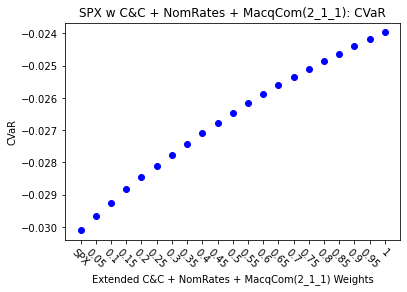 SPX w C&C + NomRates + MacqCom(2_1_1): CVaR
-0.024
-0.025
-0.026
-0.027
-0.028
-0.029
-0.030
CVaR
SPX 0.05 0.1 0.15 0.2 0.25 0.3 0.35 0.4 0.45 0.5 0.55 0.6 0.65 0.7 0.75 0.8 0.85 0.9 0.95 1
Extended C&C + NomRates + MacqCom(2_1_1) Weights